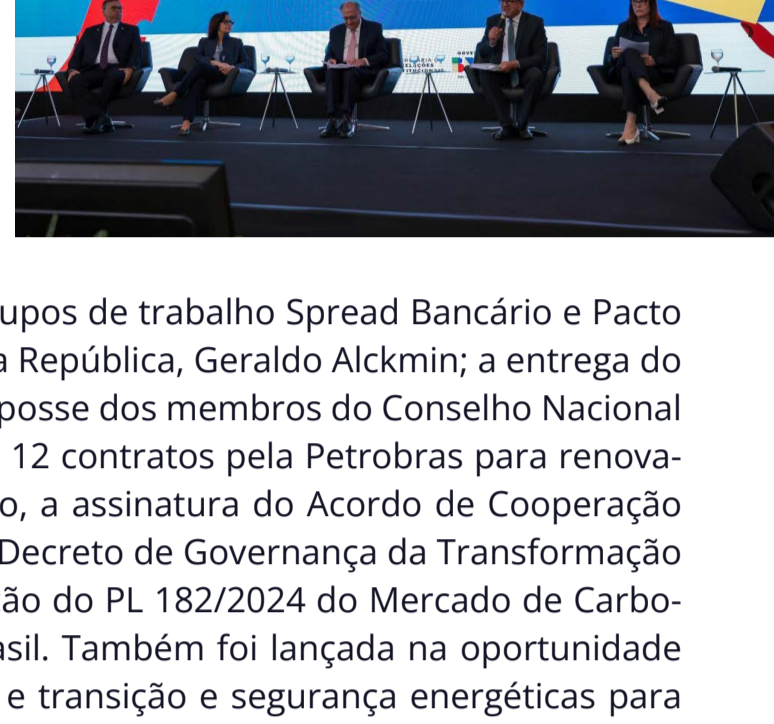 upos de trabalho Spread Bancário e Pacto
a República, Geraldo Alckmin; a entrega do
posse dos membros do Conselho Nacional
12 contratos pela Petrobras para renova-
o, a assinatura do Acordo de Cooperação
Decreto de Governança da Transformação
ão do PL 182/2024 do Mercado de Carbo-
asil. Também foi lançada na oportunidade
e transição e segurança energéticas para